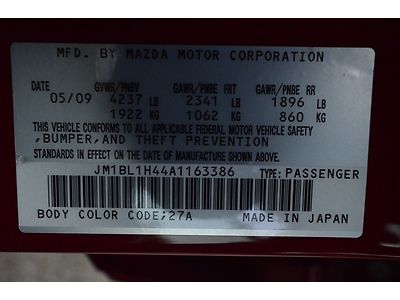 MFD. BY MAZDA MOTOR CORPORATION
DATE GVWR/PNBV GAWR/PNBE FRT GAWR/PNBE RR
05/09 4237 LB 2341 LB 1896 LB
1922 KG 1062 KG 860 KG
THIS VEHICLE CONFORMS TO ALL APPLICABLE FEDERAL MOTOR VEHICLE SAFETY
,BUMPER,AND THEFT PREVENTION
STANDARDS IN EFFECT ON THE DATE OF MANUFACTURE SHOWN ABOVE.
JM1BL1H44A1163386 TYPE: PASSENGER
BODY COLOR CODE;27A MADE IN JAPAN